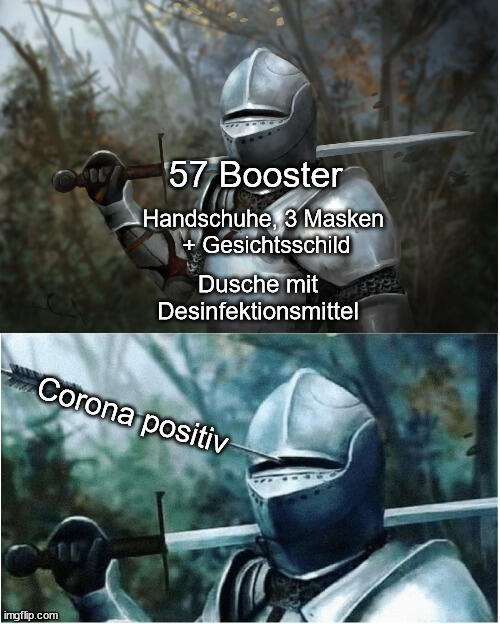 57 Booster
Handschuhe, 3 Masken
+ Gesichtsschild
Dusche mit
Desinfektionsmittel
Corona positiv
imgflip.com